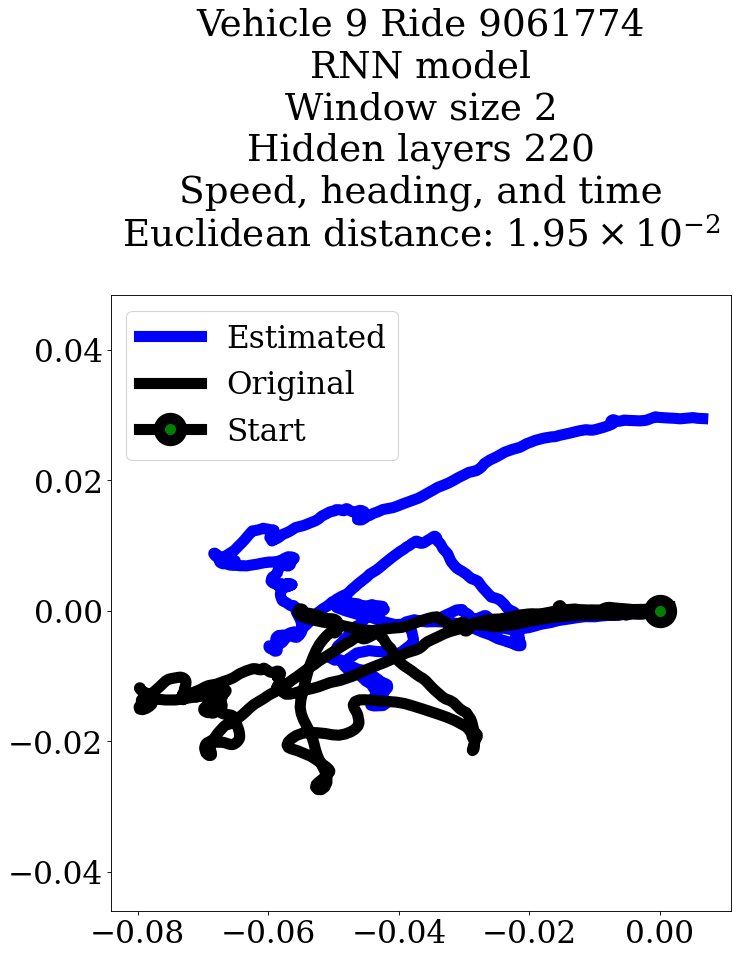 Vehicle 9 Ride 9061774
RNN model
Window size 2
Hidden layers 220
Speed, heading, and time
Euclidean distance: 1.95 × 10⁻²
Estimated
Original
Start
0.04
0.02
0.00
−0.02
−0.04
−0.08 −0.06 −0.04 −0.02 0.00